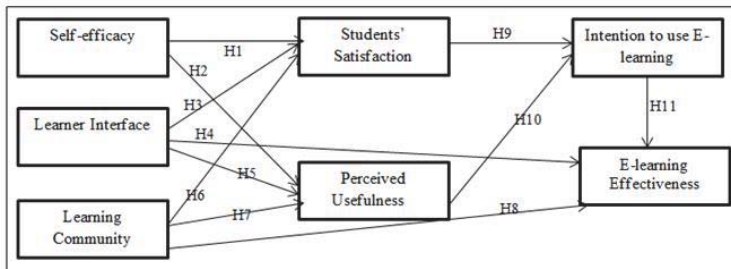 Self-efficacy
H1
Students'
Satisfaction
H9
Intention to use E-
learning
H2
H3
Learner Interface
H4
H10
H11
H5
H6
Perceived
Usefulness
E-learning
Effectiveness
Learning
Community
H7
H8